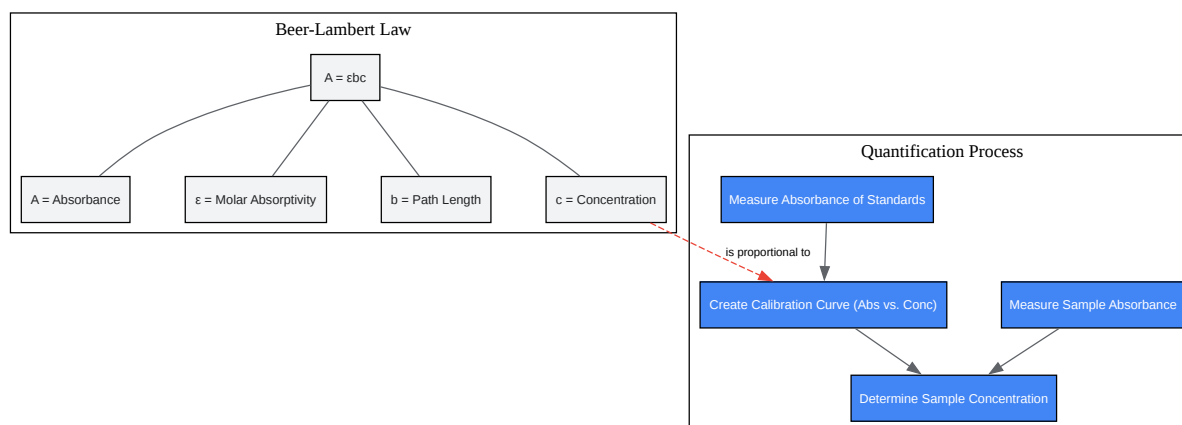 Beer-Lambert Law
A = εbc
A = Absorbance
ε = Molar Absorptivity
b = Path Length
c = Concentration
Quantification Process
Measure Absorbance of Standards
is proportional to
Create Calibration Curve (Abs vs. Conc)
Measure Sample Absorbance
Determine Sample Concentration